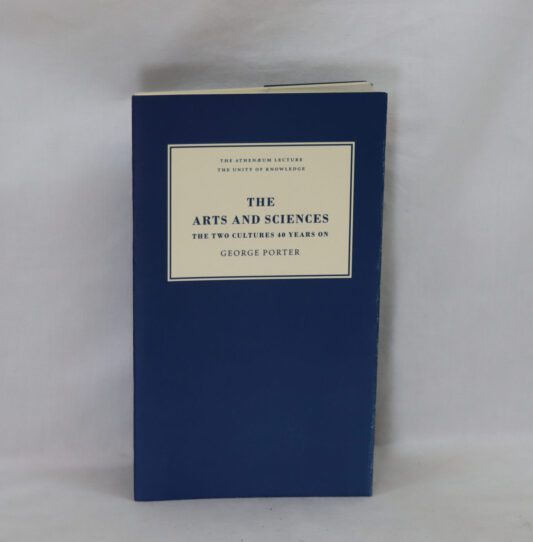 THE ATHENÆUM LECTURE
THE UNITY OF KNOWLEDGE
THE
ARTS AND SCIENCES
THE TWO CULTURES 40 YEARS ON
GEORGE PORTER